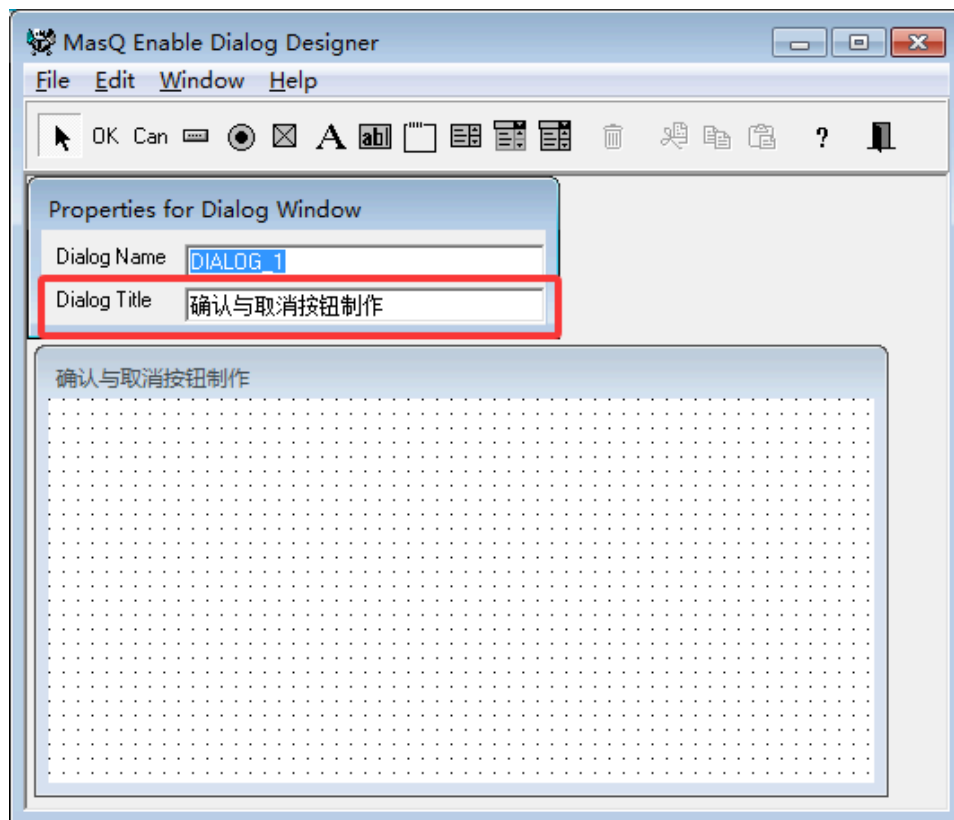 MasQ Enable Dialog Designer
File Edit Window Help
OK Can A abl ?
Properties for Dialog Window
Dialog Name DIALOG_1
Dialog Title 确认与取消按钮制作
确认与取消按钮制作